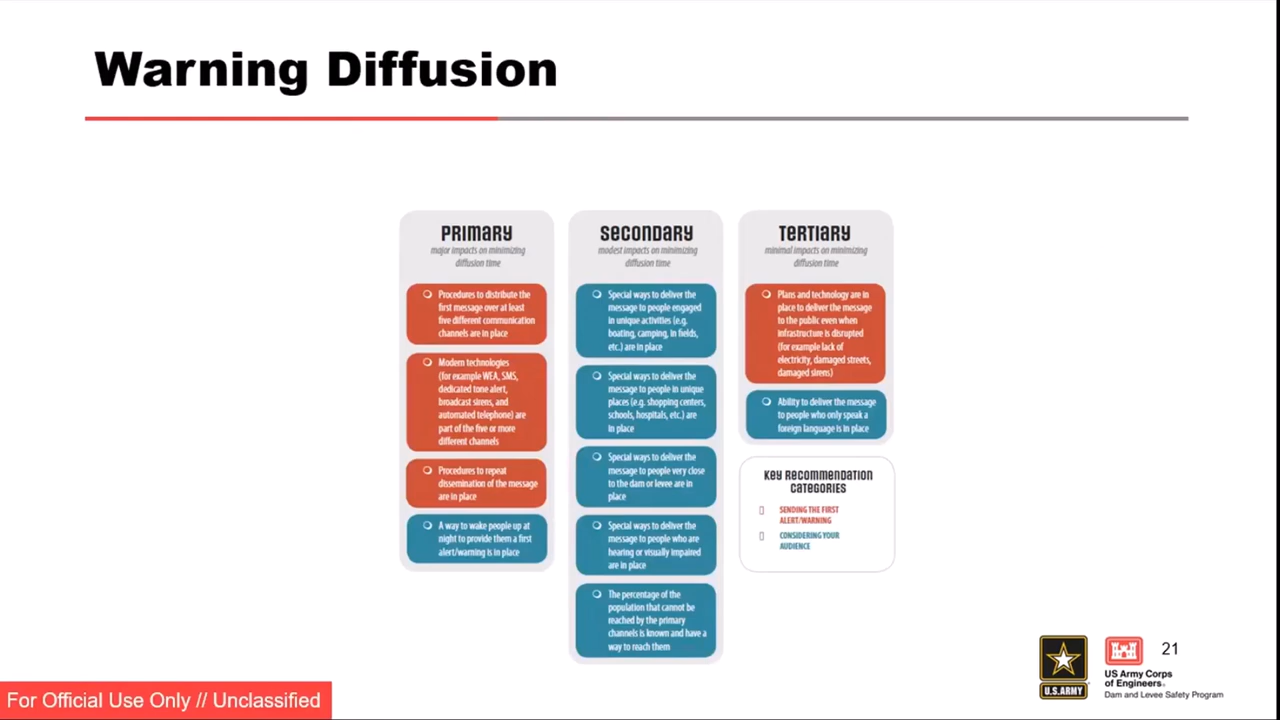 Warning Diffusion
PRIMARY
major impacts on minimizing
diffusion time
Procedures to distribute the
first message over at least
five different communication
channels are in place
Modern technologies
(for example WEA, SMS,
dedicated tone alert,
broadcast sirens, and
automated telephone) are
part of the five or more
different channels
Procedures to repeat
dissemination of the message
are in place
A way to wake people up at
night to provide them a first
alert/warning is in place
SECONDARY
modest impacts on minimizing
diffusion time
Special ways to deliver the
message to people engaged
in unique activities (e.g.
boating, camping, in fields,
etc.) are in place
Special ways to deliver the
message to people in unique
places (e.g. shopping centers,
schools, hospitals, etc.) are
in place
Special ways to deliver the
message to people very close
to the dam or levee are in
place
Special ways to deliver the
message to people who are
hearing or visually impaired
are in place
The percentage of the
population that cannot be
reached by the primary
channels is known and have a
way to reach them
TERTIARY
minimal impacts on minimizing
diffusion time
Plans and technology are in
place to deliver the message
to the public even when
infrastructure is disrupted
(for example lack of
electricity, damaged streets,
damaged sirens)
Ability to deliver the message
to people who only speak a
foreign language is in place
KEY RECOMMENDATION
CATEGORIES
SENDING THE FIRST
ALERT/WARNING
CONSIDERING YOUR
AUDIENCE
U.S.ARMY
US Army Corps
of Engineers®
Dam and Levee Safety Program
21
For Official Use Only // Unclassified